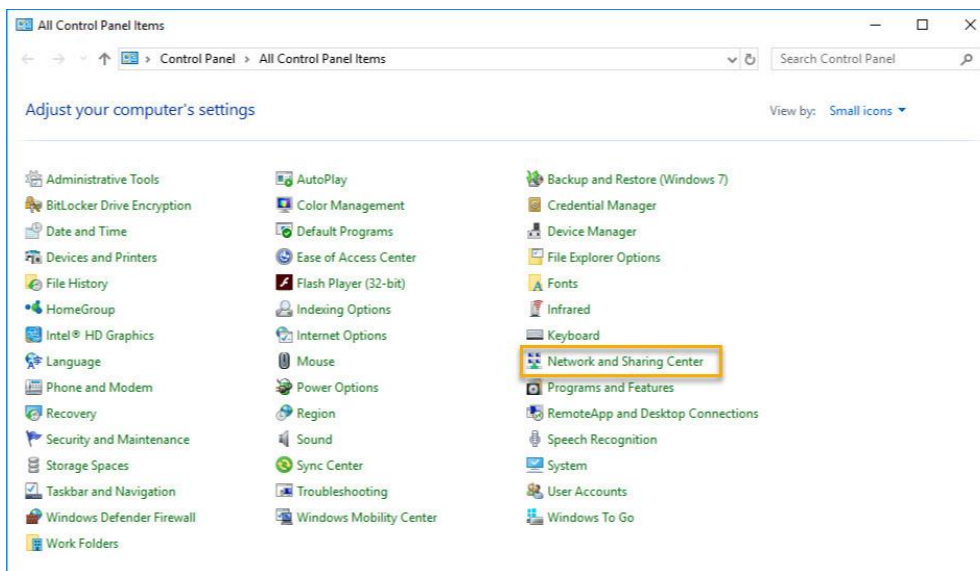 All Control Panel Items
Control Panel > All Control Panel Items Search Control Panel
Adjust your computer's settings View by: Small icons
Administrative Tools AutoPlay Backup and Restore (Windows 7)
BitLocker Drive Encryption Color Management Credential Manager
Date and Time Default Programs Device Manager
Devices and Printers Ease of Access Center File Explorer Options
File History Flash Player (32-bit) Fonts
HomeGroup Indexing Options Infrared
Intel® HD Graphics Internet Options Keyboard
Language Mouse Network and Sharing Center
Phone and Modem Power Options Programs and Features
Recovery Region RemoteApp and Desktop Connections
Security and Maintenance Sound Speech Recognition
Storage Spaces Sync Center System
Taskbar and Navigation Troubleshooting User Accounts
Windows Defender Firewall Windows Mobility Center Windows To Go
Work Folders